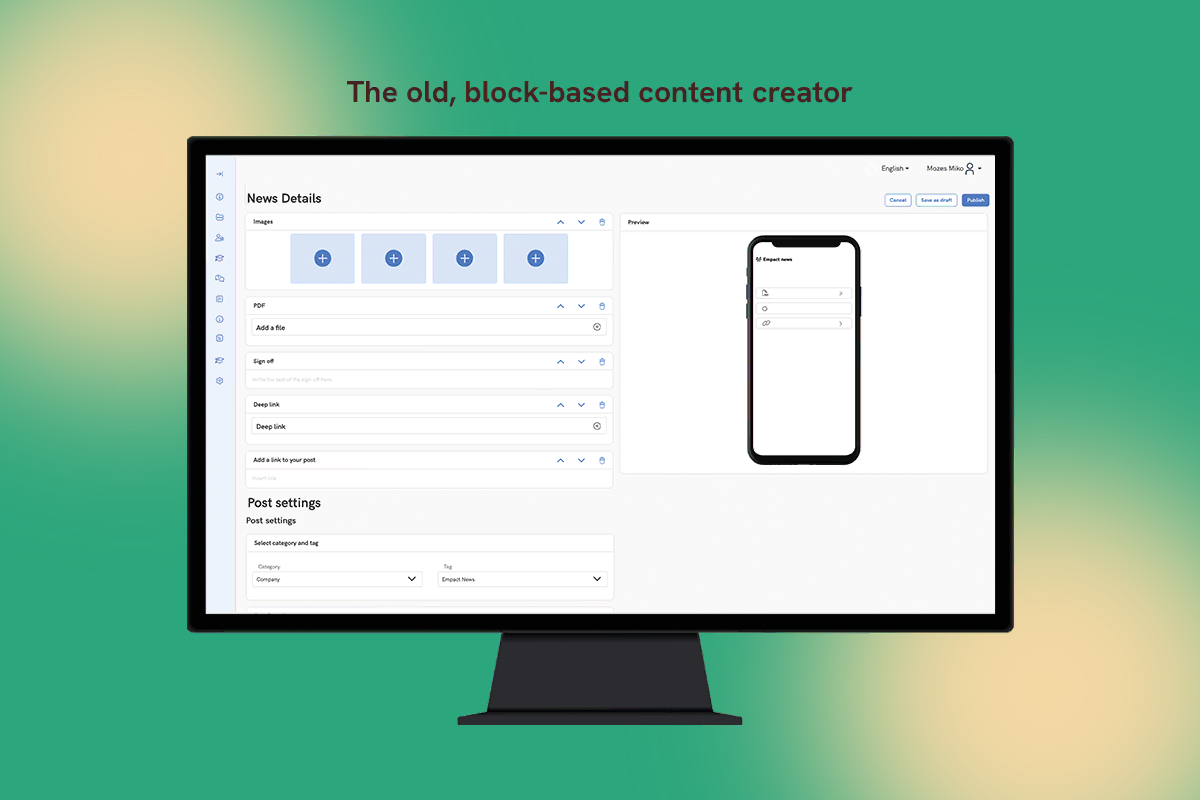 The old, block-based content creator
English
Mozes Miko
News Details
Cancel
Save as draft
Publish
Images
Preview
Empact news
PDF
Add a file
Sign off
Write the text of the sign off here
Deep link
Deep link
Add a link to your post
Insert link
Post settings
Post settings
Select category and tag
Category
Tag
Company
Empact News